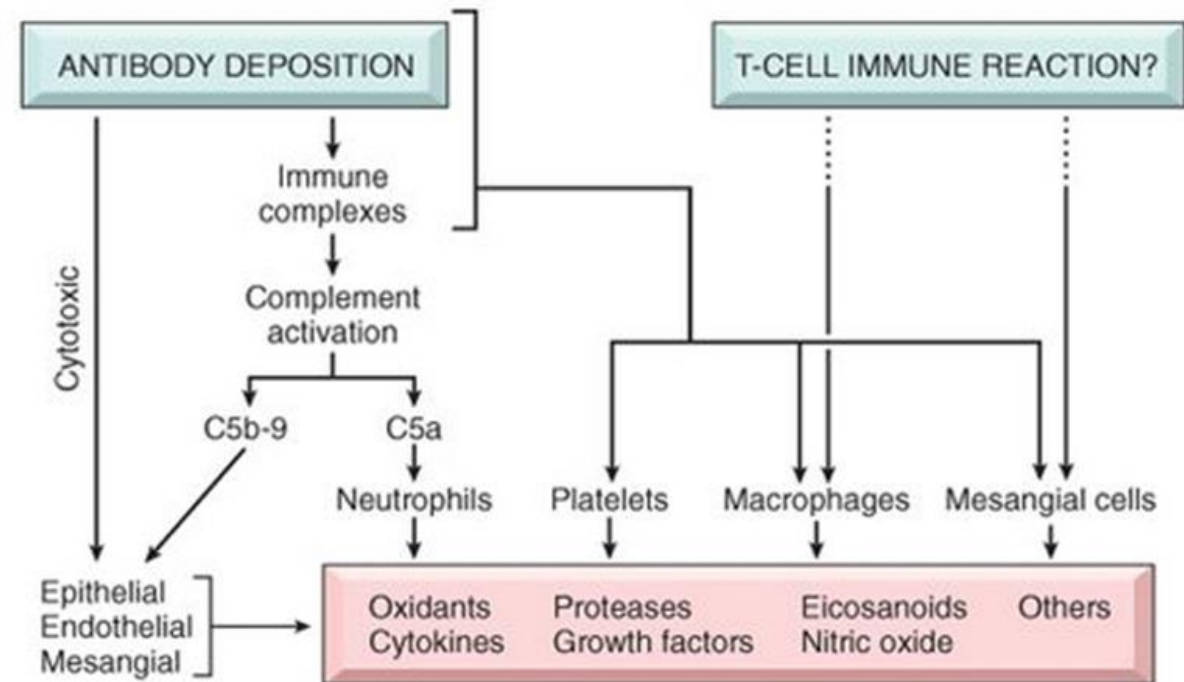 ANTIBODY DEPOSITION
T-CELL IMMUNE REACTION?
Immune
complexes
Cytotoxic
Complement
activation
C5b-9
C5a
Neutrophils
Platelets
Macrophages
Mesangial cells
Epithelial
Endothelial
Mesangial
Oxidants
Cytokines
Proteases
Growth factors
Eicosanoids
Nitric oxide
Others